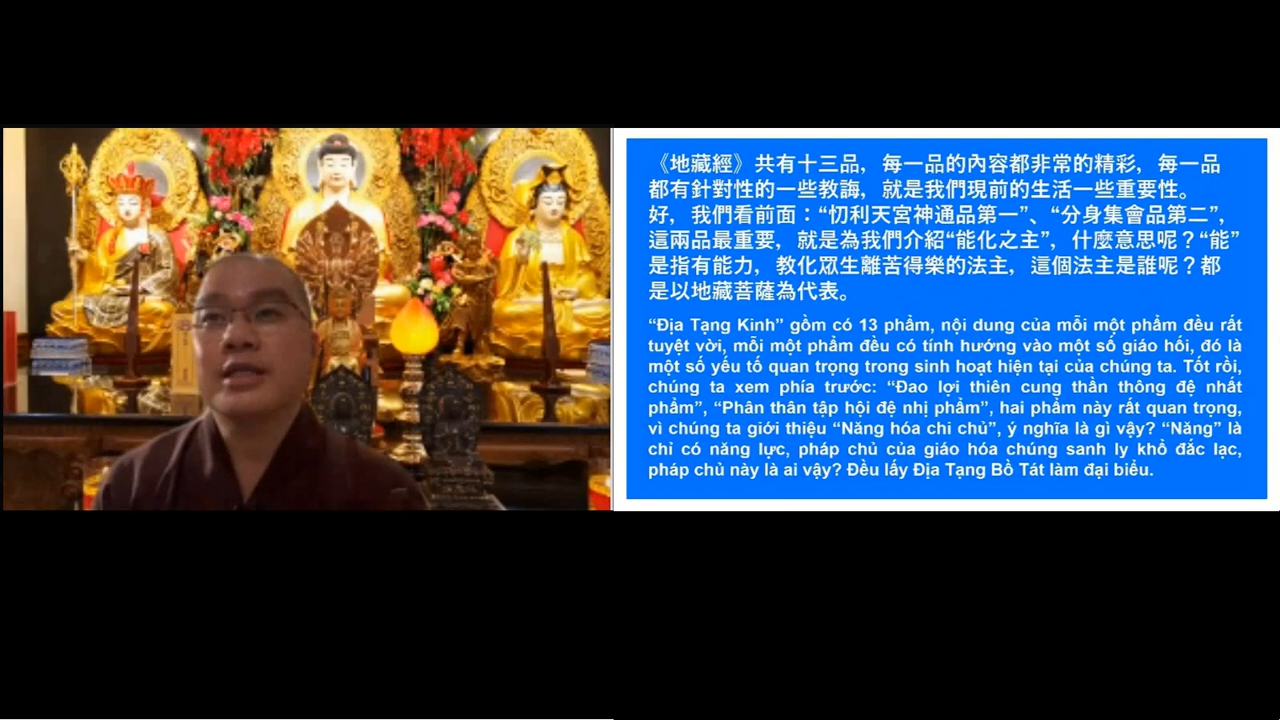 《地藏經》共有十三品，每一品的內容都非常的精彩，每一品
都有針對性的一些教誨，就是我們現前的生活一些重要性。
好，我們看前面：“忉利天宮神通品第一”、“分身集會品第二”，
這兩品最重要，就是為我們介紹“能化之主”，什麼意思呢？“能”
是指有能力，教化眾生離苦得樂的法主，這個法主是誰呢？都
是以地藏菩薩為代表。
“Địa Tạng Kinh” gồm có 13 phẩm, nội dung của mỗi một phẩm đều rất
tuyệt vời, mỗi một phẩm đều có tính hướng vào một số giáo hối, đó là
một số yếu tố quan trọng trong sinh hoạt hiện tại của chúng ta. Tốt rồi,
chúng ta xem phía trước: “Đao lợi thiên cung thần thông đệ nhất
phẩm”, “Phân thân tập hội đệ nhị phẩm”, hai phẩm này rất quan trọng,
vì chúng ta giới thiệu “Năng hóa chi chủ”, ý nghĩa là gì vậy? “Năng” là
chỉ có năng lực, pháp chủ của giáo hóa chúng sanh ly khổ đắc lạc,
pháp chủ này là ai vậy? Đều lấy Địa Tạng Bồ Tát làm đại biểu.